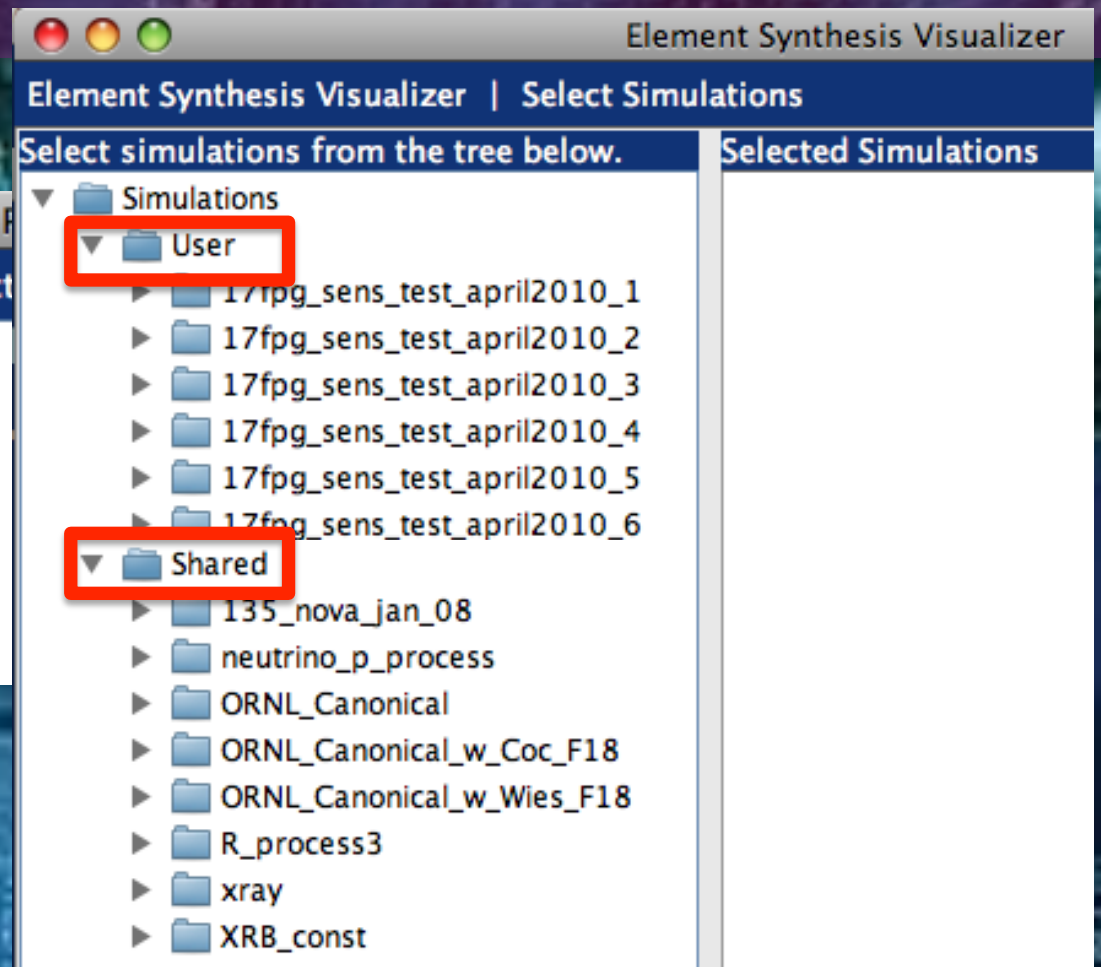 Element Synthesis Visualizer
Element Synthesis Visualizer | Select Simulations
Select simulations from the tree below.
Selected Simulations
Simulations
User
17fpg_sens_test_april2010_1
17fpg_sens_test_april2010_2
17fpg_sens_test_april2010_3
17fpg_sens_test_april2010_4
17fpg_sens_test_april2010_5
17fpg_sens_test_april2010_6
Shared
135_nova_jan_08
neutrino_p_process
ORNL_Canonical
ORNL_Canonical_w_Coc_F18
ORNL_Canonical_w_Wies_F18
R_process3
xray
XRB_const